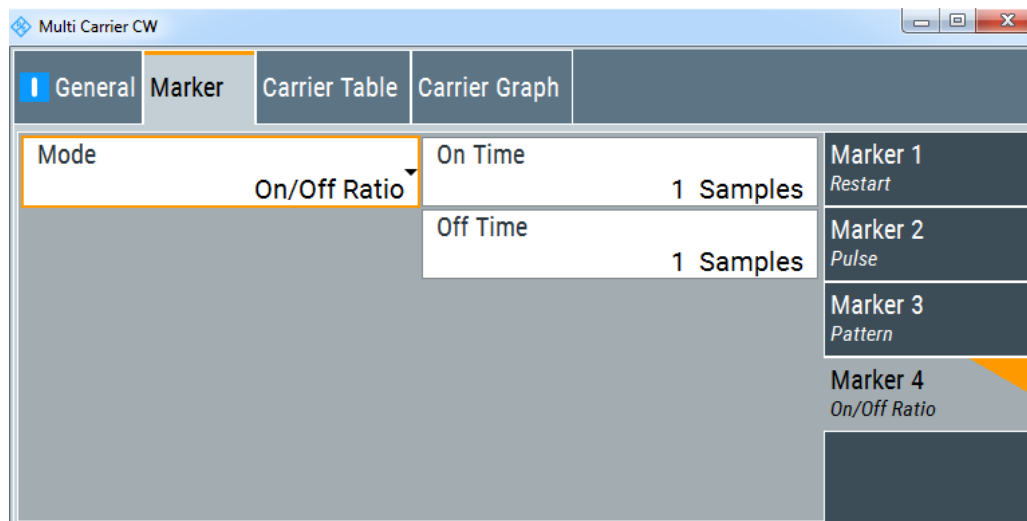 Multi Carrier CW
General Marker Carrier Table Carrier Graph
Mode
On/Off Ratio
On Time
1 Samples
Off Time
1 Samples
Marker 1
Restart
Marker 2
Pulse
Marker 3
Pattern
Marker 4
On/Off Ratio